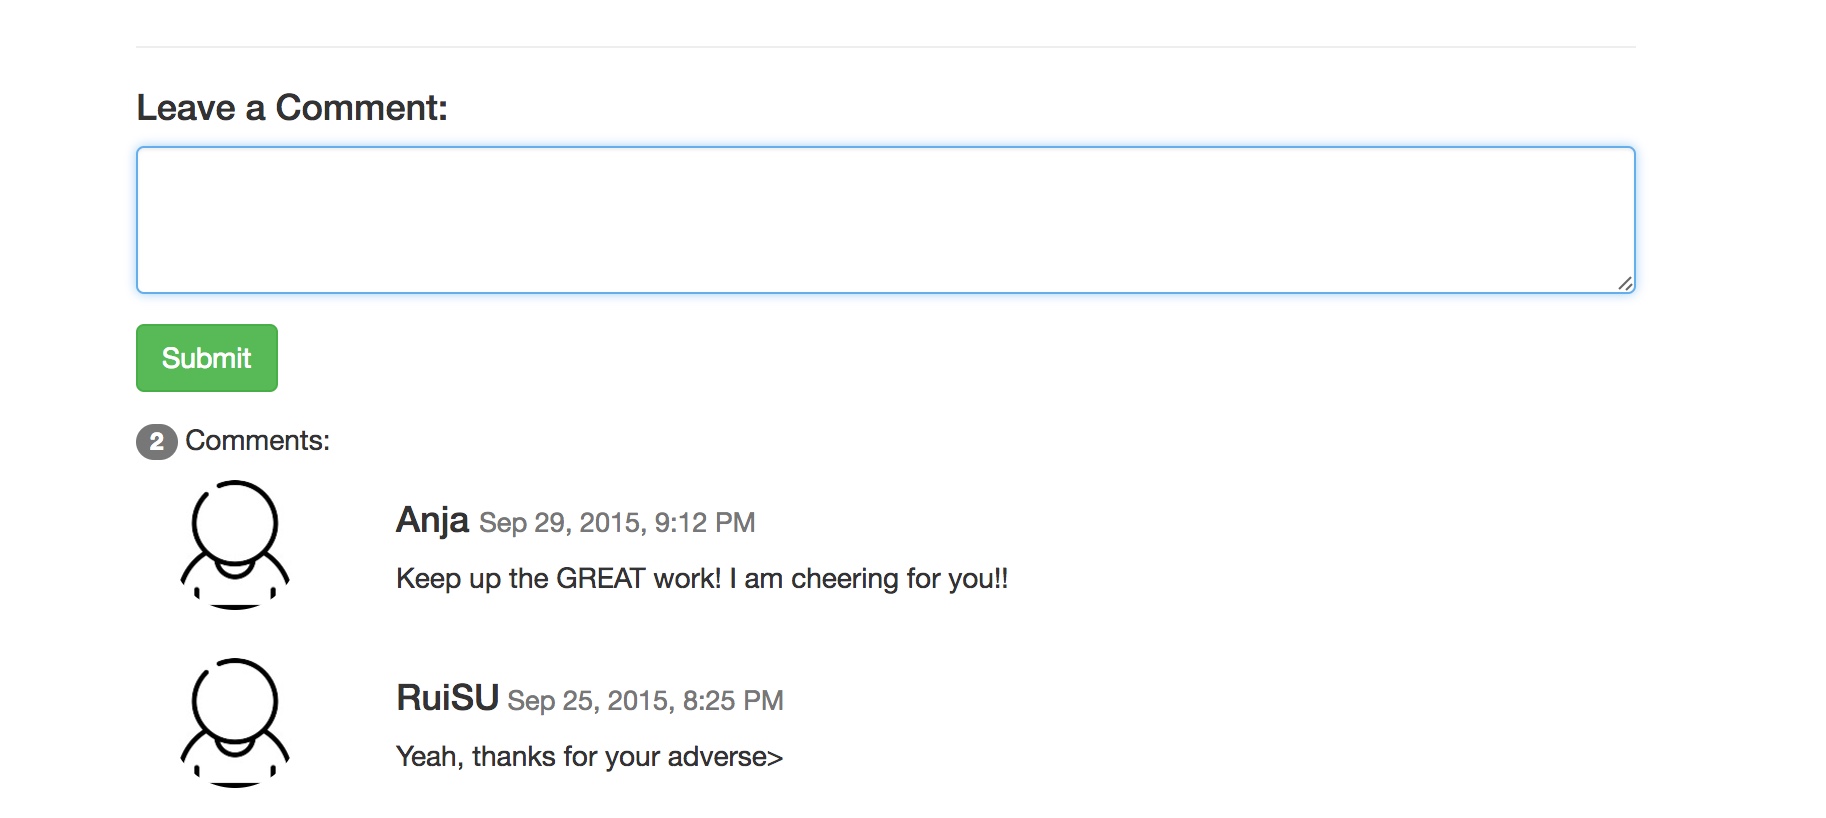 Leave a Comment:
Submit
2 Comments:
Anja Sep 29, 2015, 9:12 PM
Keep up the GREAT work! I am cheering for you!!
RuiSU Sep 25, 2015, 8:25 PM
Yeah, thanks for your adverse>